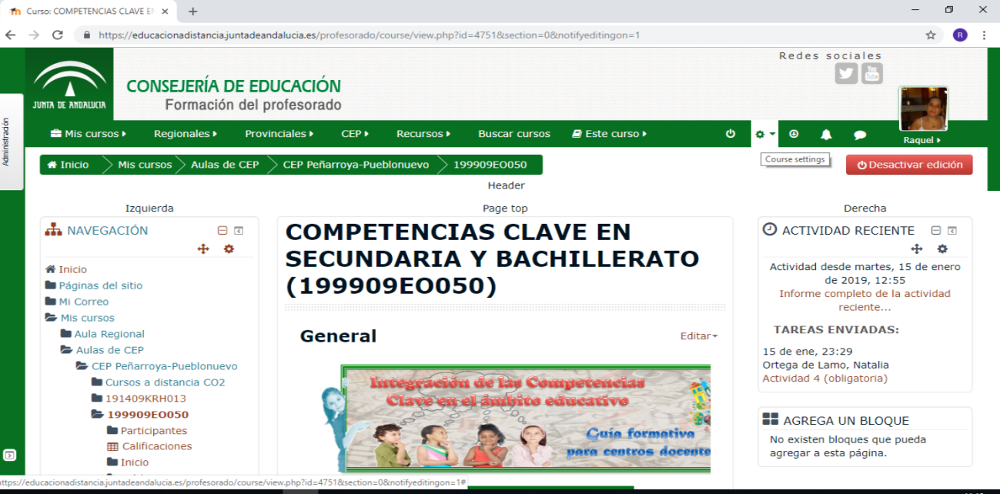 Curso: COMPETENCIAS CLAVE EN
https://educacionadistancia.juntadeandalucia.es/profesorado/course/view.php?id=4751&section=0&notifyeditingon=1
R
Redes sociales
You
Tube
JUNTA DE ANDALUCIA
CONSEJERÍA DE EDUCACIÓN
Formación del profesorado
Administración
Mis cursos
Regionales
Provinciales
CEP
Recursos
Buscar cursos
Este curso
Raquel
Inicio
Mis cursos
Aulas de CEP
CEP Peñarroya-Pueblonuevo
199909EO050
Course settings
Desactivar edición
Header
Izquierda
Page top
Derecha
NAVEGACIÓN
Inicio
Páginas del sitio
Mi Correo
Mis cursos
Aula Regional
Aulas de CEP
CEP Peñarroya-Pueblonuevo
Cursos a distancia CO2
191409KRH013
199909EO050
Participantes
Calificaciones
Inicio
COMPETENCIAS CLAVE EN
SECUNDARIA Y BACHILLERATO
(199909EO050)
General
Editar
Integración de las Competencias
Clave en el ámbito educativo
Guía formativa
para centros docente
ACTIVIDAD RECIENTE
Actividad desde martes, 15 de enero
de 2019, 12:55
Informe completo de la actividad
reciente...
TAREAS ENVIADAS:
15 de ene, 23:29
Ortega de Lamo, Natalia
Actividad 4 (obligatoria)
AGREGA UN BLOQUE
No existen bloques que pueda
agregar a esta página.
https://educacionadistancia.juntadeandalucia.es/profesorado/course/view.php?id=4751&section=0&notifyeditingon=1#